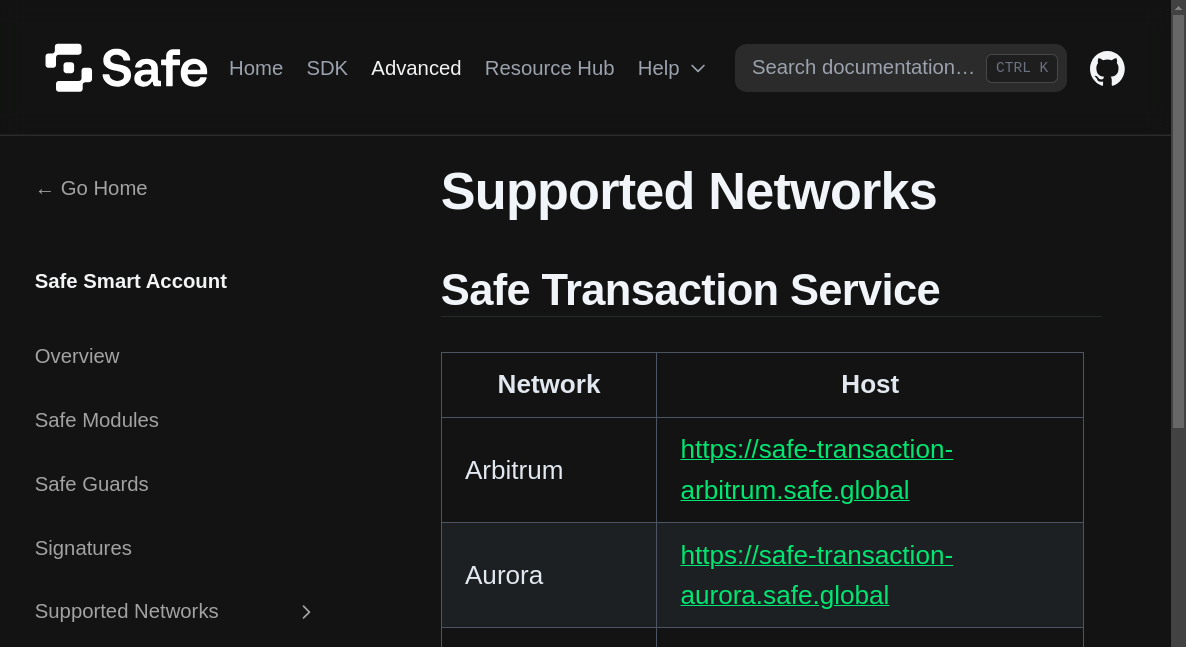 Safe Home SDK Advanced Resource Hub Help Search documentation… CTRL K
← Go Home
Safe Smart Account
Overview
Safe Modules
Safe Guards
Signatures
Supported Networks
Supported Networks
Safe Transaction Service
Network Host
Arbitrum https://safe-transaction-
arbitrum.safe.global
Aurora https://safe-transaction-
aurora.safe.global